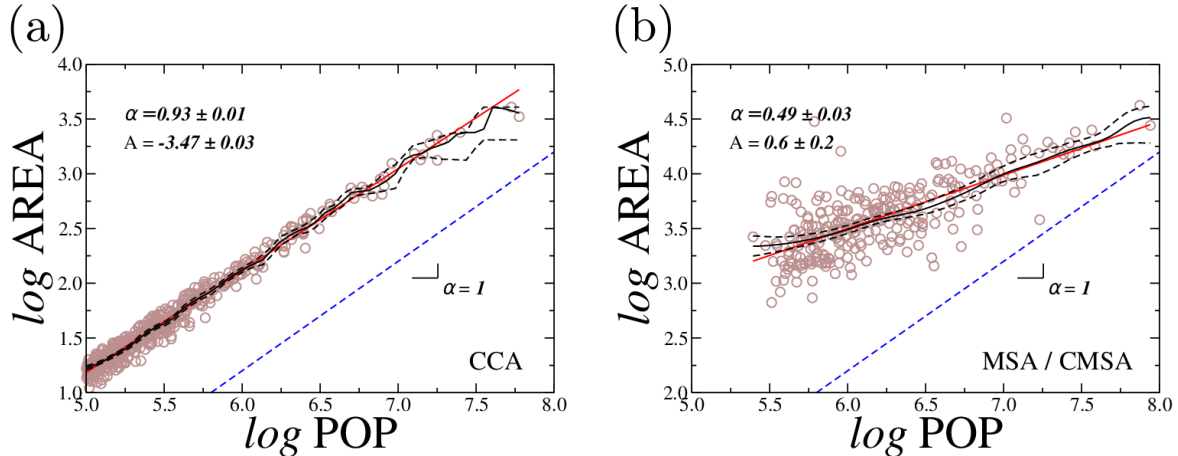 (a)
log AREA
4.0
3.5
3.0
2.5
2.0
1.5
1.0
α=0.93 ± 0.01
A = -3.47 ± 0.03
α = 1
CCA
5.0 5.5 6.0 6.5 7.0 7.5 8.0
log POP
(b)
log AREA
5.0
4.5
4.0
3.5
3.0
2.5
2.0
α=0.49 ± 0.03
A = 0.6 ± 0.2
α = 1
MSA / CMSA
5.0 5.5 6.0 6.5 7.0 7.5 8.0
log POP